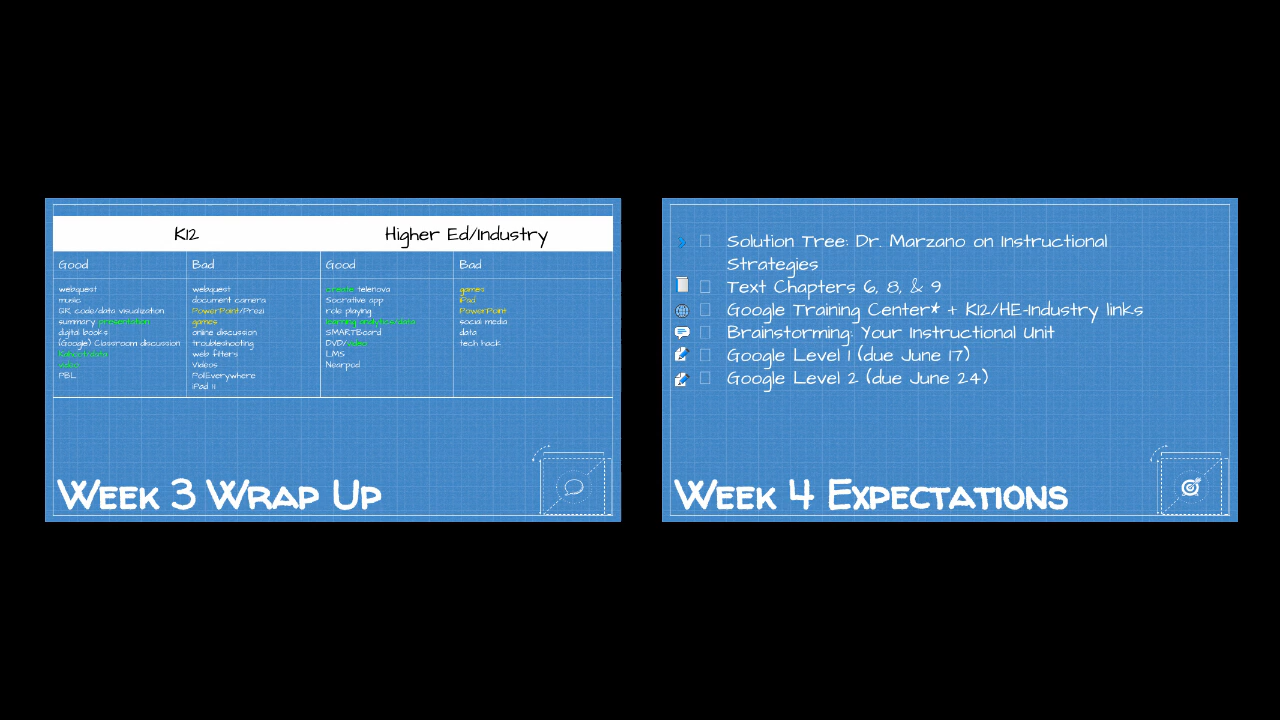 K12
Higher Ed/Industry
Good
Bad
Good
Bad
webquest
music
QR code/data visualization
summary presentation
digital books
(Google) Classroom discussion
Kahoot/data
video
PBL
webquest
document camera
PowerPoint/Prezi
games
online discussion
troubleshooting
web filters
Videos
PollEverywhere
iPad II
create telenova
Socrative app
role playing
learning analytics/data
SMARTBoard
DVD/video
LMS
Nearpod
games
iPad
PowerPoint
social media
data
tech hack
Week 3 Wrap Up
Solution Tree: Dr. Marzano on Instructional
Strategies
Text Chapters 6, 8, & 9
Google Training Center* + K12/HE-Industry links
Brainstorming: Your Instructional Unit
Google Level 1 (due June 17)
Google Level 2 (due June 24)
Week 4 Expectations